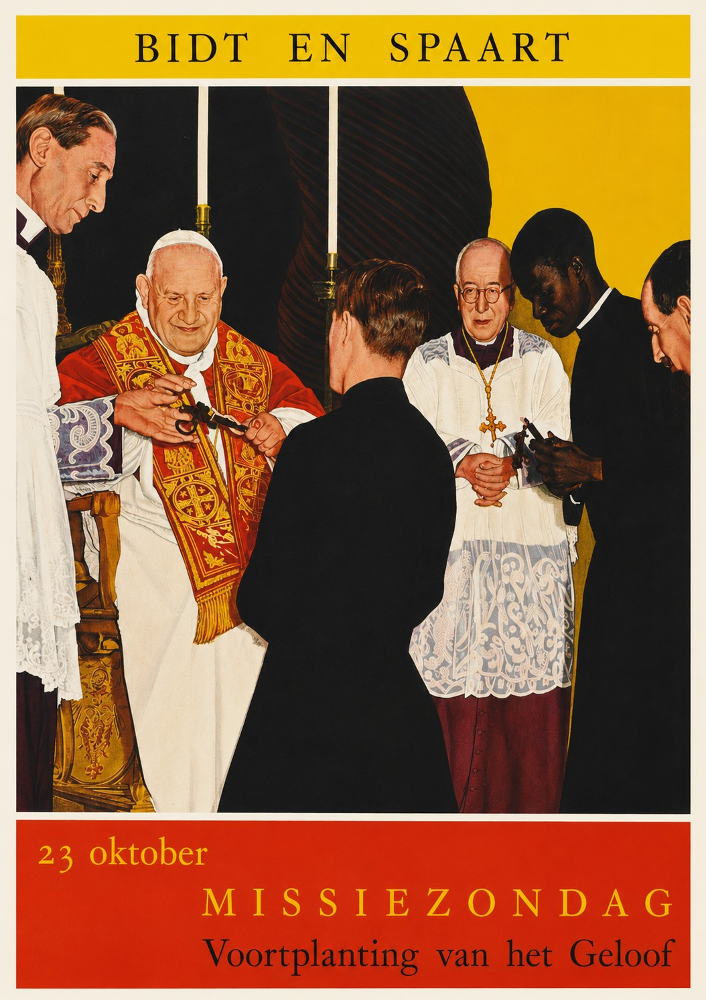 BIDT EN SPAART
23 oktober
MISSIEZONDAG
Voortplanting van het Geloof